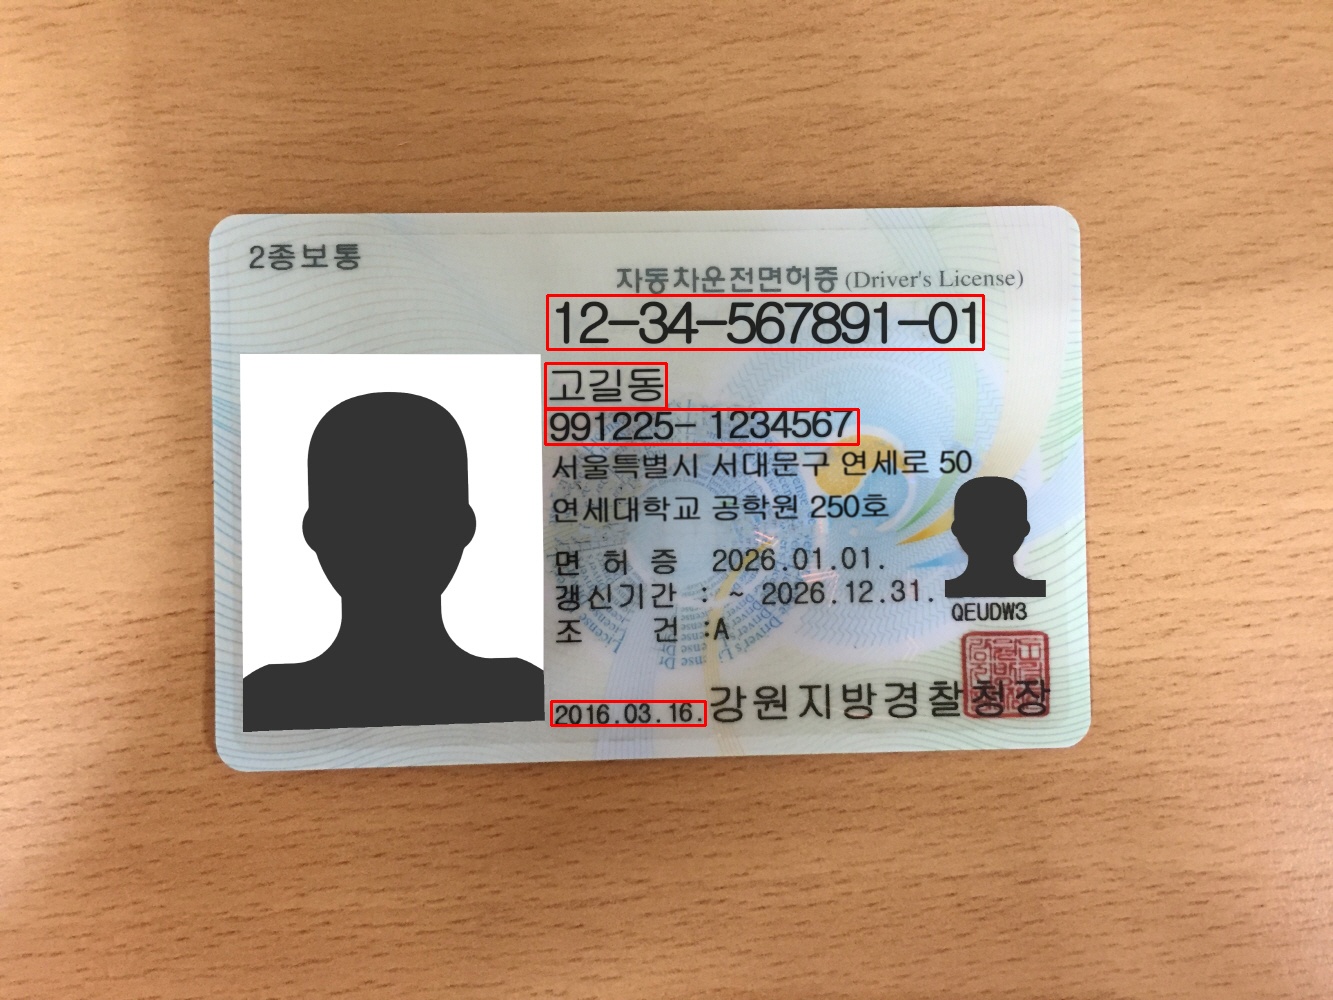 2종보통
자동차운전면허증 (Driver's License)
12-34-567891-01
고길동
991225- 1234567
서울특별시 서대문구 연세로 50
연세대학교 공학원 250호
면 허 증 2026.01.01.
갱신기간 : ~ 2026.12.31.
조 건 :A
QEUDW3
2016.03.16. 강원지방경찰청장